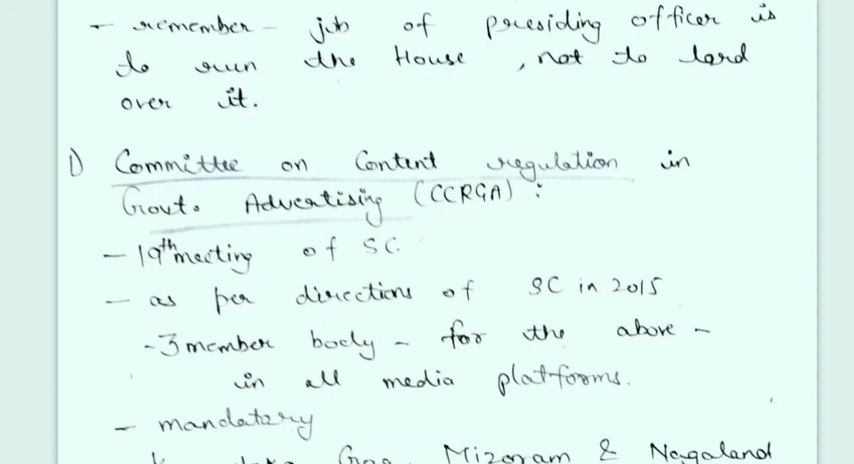 - remember - job of presiding officer is
to run the House , not to lord
over it.
1) Committee on Content regulation in
Govt. Advertising (CCRGA) :
- 19th meeting of SC
- as per directions of SC in 2015
- 3 member body - for the above -
in all media platforms.
- mandatory
Goa, Mizoram & Nagaland